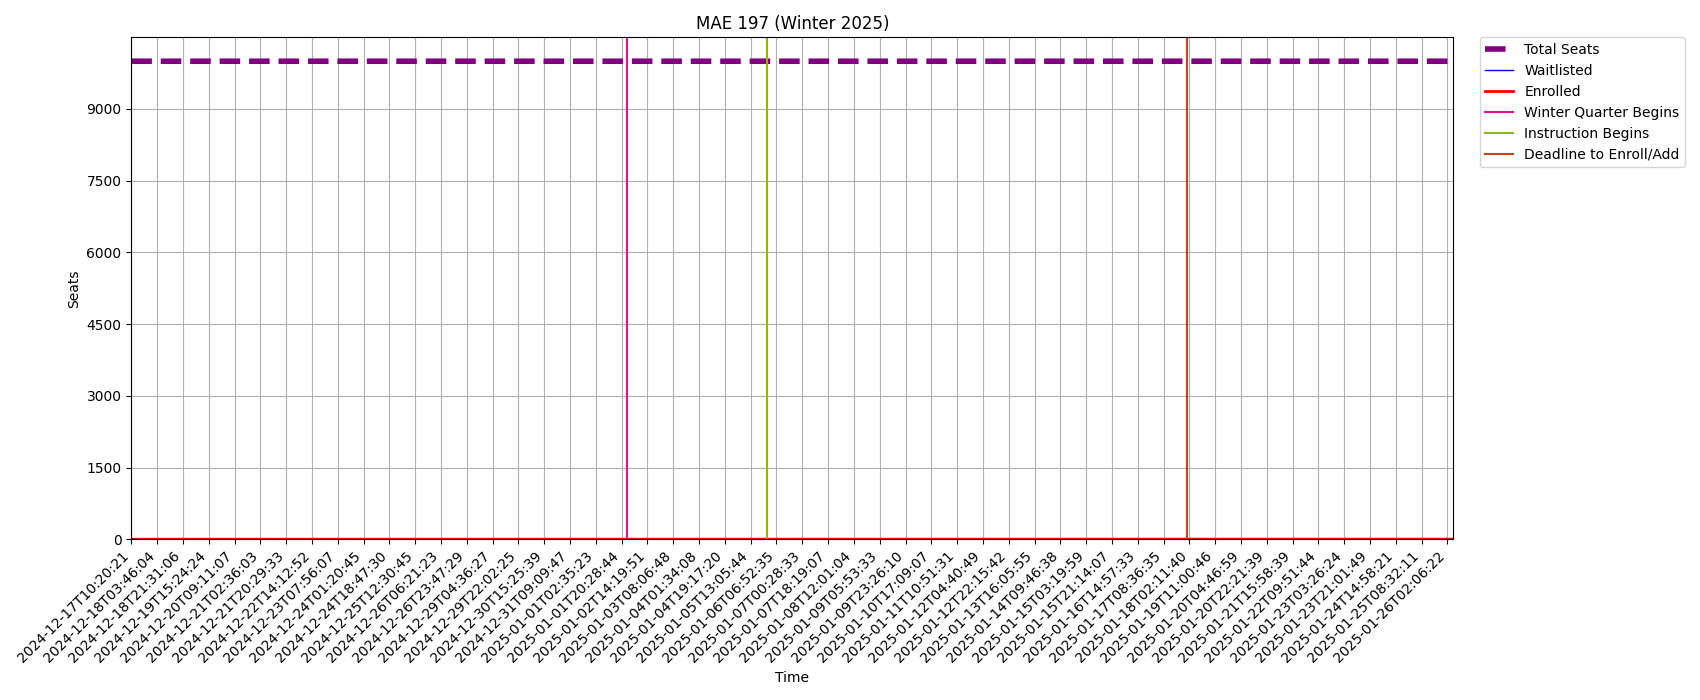 MAE 197 (Winter 2025)
Total Seats
Waitlisted
Enrolled
Winter Quarter Begins
Instruction Begins
Deadline to Enroll/Add
Seats
9000
7500
6000
4500
3000
1500
0
2024-12-17T10:20:21
2024-12-18T03:46:04
2024-12-18T21:31:06
2024-12-19T15:24:24
2024-12-20T09:11:07
2024-12-21T02:36:03
2024-12-21T20:29:33
2024-12-22T14:12:52
2024-12-23T07:56:07
2024-12-24T01:20:45
2024-12-24T18:47:30
2024-12-25T12:30:45
2024-12-26T06:21:23
2024-12-26T23:47:29
2024-12-29T04:36:27
2024-12-29T22:02:25
2024-12-30T15:25:39
2024-12-31T09:09:47
2025-01-01T02:35:23
2025-01-01T20:28:44
2025-01-02T14:19:51
2025-01-03T08:06:48
2025-01-04T01:34:08
2025-01-04T19:17:20
2025-01-05T13:05:44
2025-01-06T06:52:35
2025-01-07T00:28:33
2025-01-07T18:19:07
2025-01-08T12:01:04
2025-01-09T05:53:33
2025-01-09T23:26:10
2025-01-10T17:09:07
2025-01-11T10:51:31
2025-01-12T04:40:49
2025-01-12T22:15:42
2025-01-13T16:05:55
2025-01-14T09:46:38
2025-01-15T03:19:59
2025-01-15T21:14:07
2025-01-16T14:57:33
2025-01-17T08:36:35
2025-01-18T02:11:40
2025-01-19T11:00:46
2025-01-20T04:46:59
2025-01-20T22:21:39
2025-01-21T15:58:39
2025-01-22T09:51:44
2025-01-23T03:26:24
2025-01-23T21:01:49
2025-01-24T14:58:21
2025-01-25T08:32:11
2025-01-26T02:06:22
Time